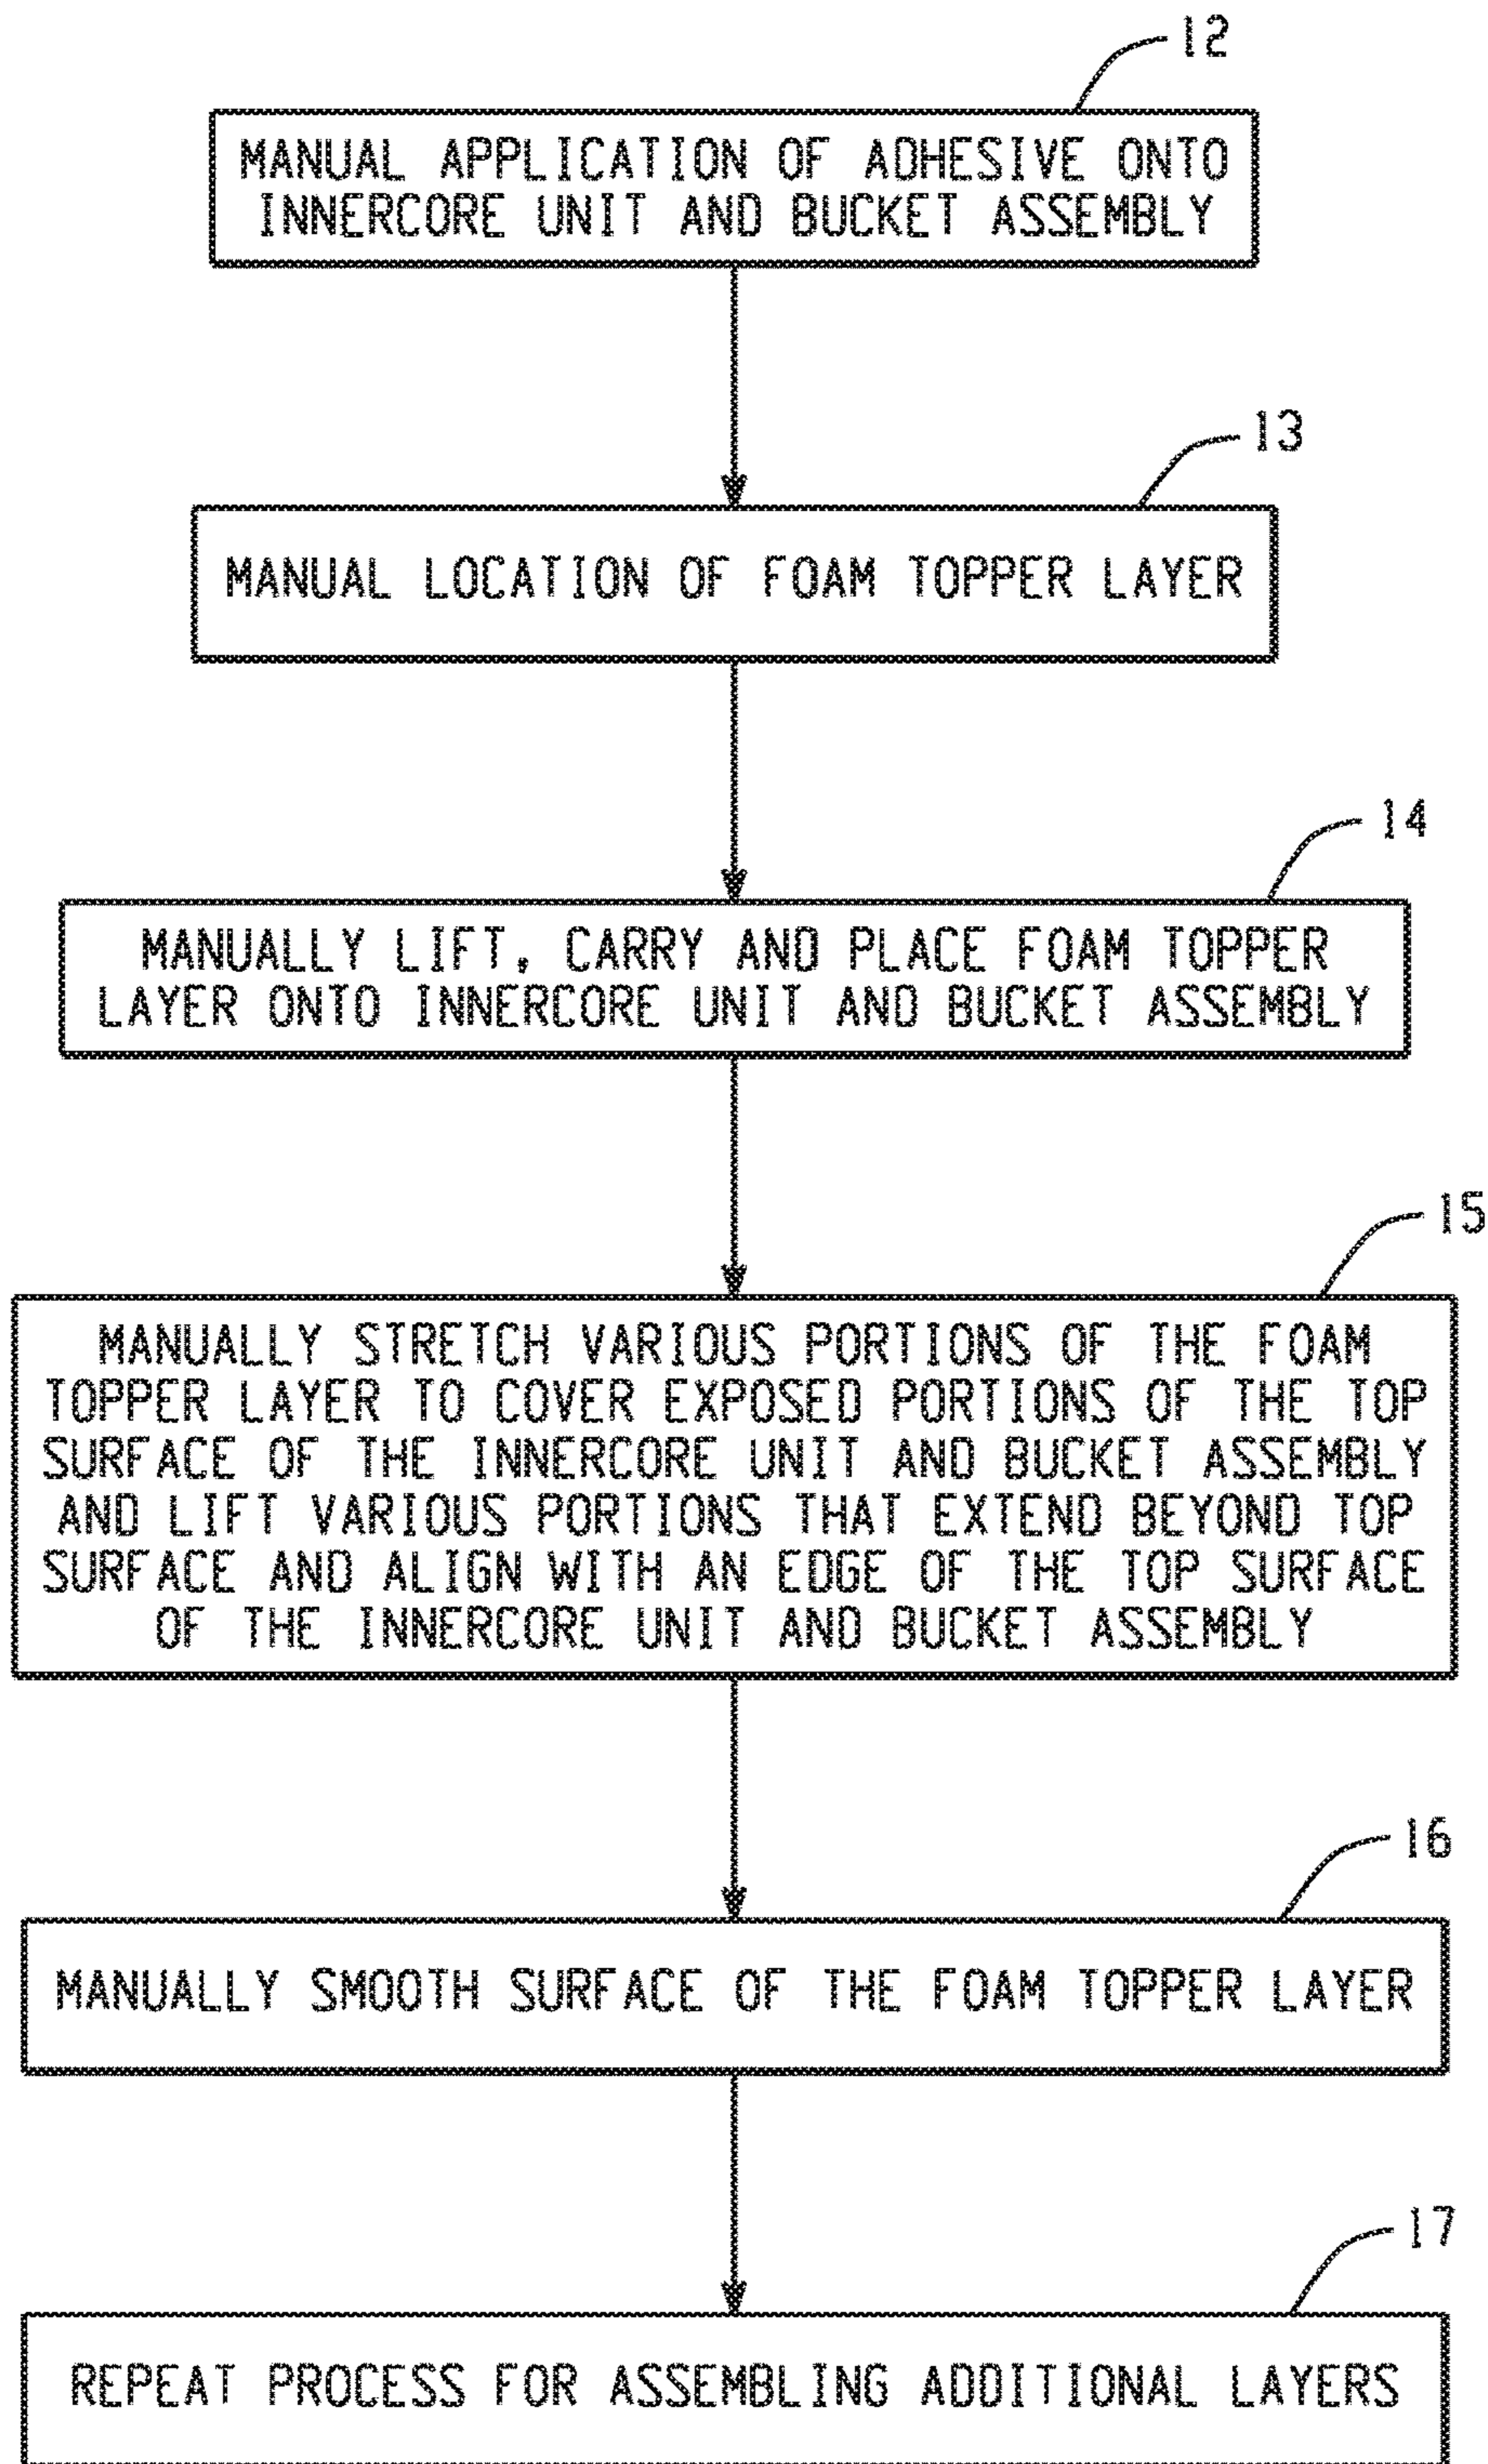 12
MANUAL APPLICATION OF ADHESIVE ONTO
INNERCORE UNIT AND BUCKET ASSEMBLY
13
MANUAL LOCATION OF FOAM TOPPER LAYER
14
MANUALLY LIFT, CARRY AND PLACE FOAM TOPPER
LAYER ONTO INNERCORE UNIT AND BUCKET ASSEMBLY
15
MANUALLY STRETCH VARIOUS PORTIONS OF THE FOAM
TOPPER LAYER TO COVER EXPOSED PORTIONS OF THE TOP
SURFACE OF THE INNERCORE UNIT AND BUCKET ASSEMBLY
AND LIFT VARIOUS PORTIONS THAT EXTEND BEYOND TOP
SURFACE AND ALIGN WITH AN EDGE OF THE TOP SURFACE
OF THE INNERCORE UNIT AND BUCKET ASSEMBLY
16
MANUALLY SMOOTH SURFACE OF THE FOAM TOPPER LAYER
17
REPEAT PROCESS FOR ASSEMBLING ADDITIONAL LAYERS